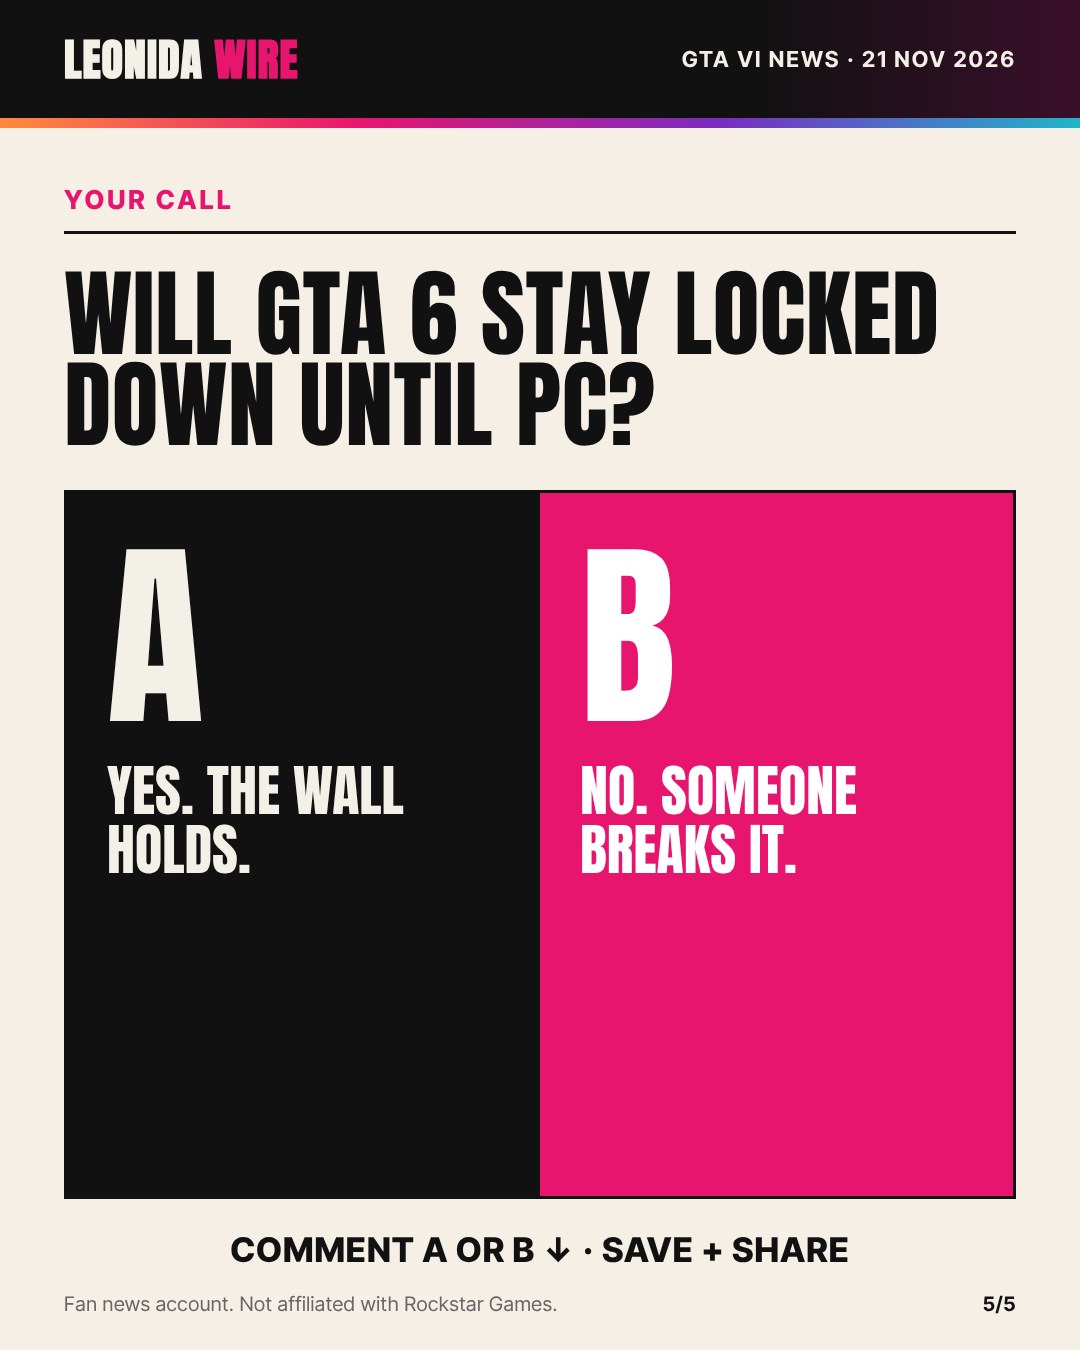 LEONIDA WIRE
GTA VI NEWS · 21 NOV 2026
YOUR CALL
WILL GTA 6 STAY LOCKED
DOWN UNTIL PC?
A
YES. THE WALL
HOLDS.
B
NO. SOMEONE
BREAKS IT.
COMMENT A OR B ↓ · SAVE + SHARE
Fan news account. Not affiliated with Rockstar Games.
5/5